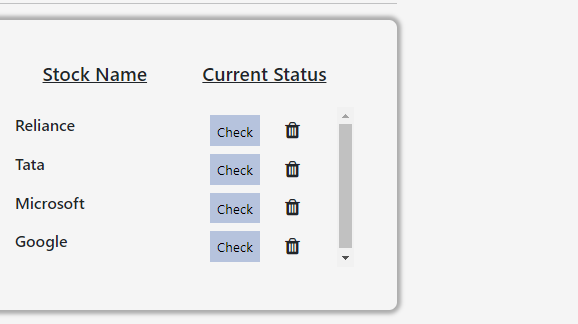 Stock Name Current Status
Reliance Check
Tata Check
Microsoft Check
Google Check